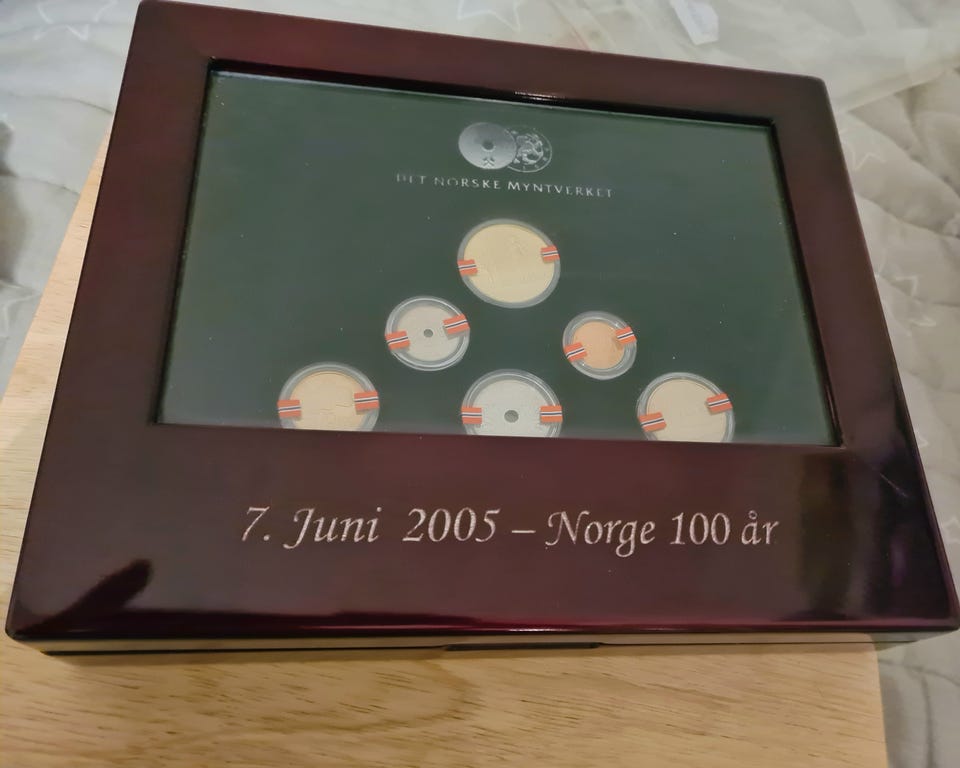 DET NORSKE MYNTVERKET
7. Juni 2005 – Norge 100 år